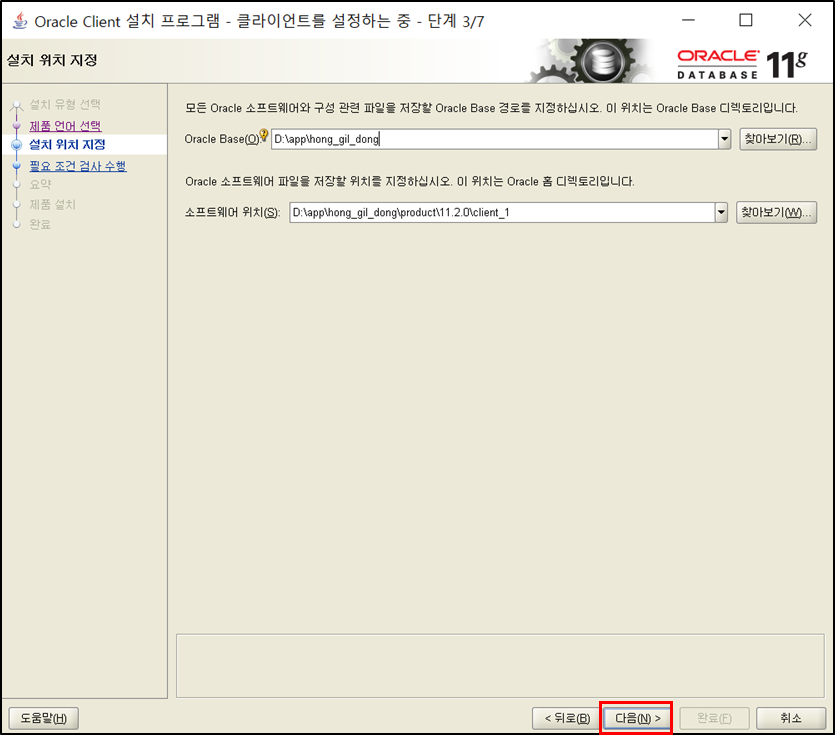 Oracle Client 설치 프로그램 - 클라이언트를 설정하는 중 - 단계 3/7
설치 위치 지정
ORACLE
DATABASE 11g
설치 유형 선택
제품 언어 선택
설치 위치 지정
필요 조건 검사 수행
요약
제품 설치
완료
모든 Oracle 소프트웨어와 구성 관련 파일을 저장할 Oracle Base 경로를 지정하십시오. 이 위치는 Oracle Base 디렉토리입니다.
Oracle Base(O): D:\app\hong_gil_dong 찾아보기(R)...
Oracle 소프트웨어 파일을 저장할 위치를 지정하십시오. 이 위치는 Oracle 홈 디렉토리입니다.
소프트웨어 위치(S): D:\app\hong_gil_dong\product\11.2.0\client_1 찾아보기(W)...
도움말(H) < 뒤로(B) 다음(N) > 완료(F) 취소